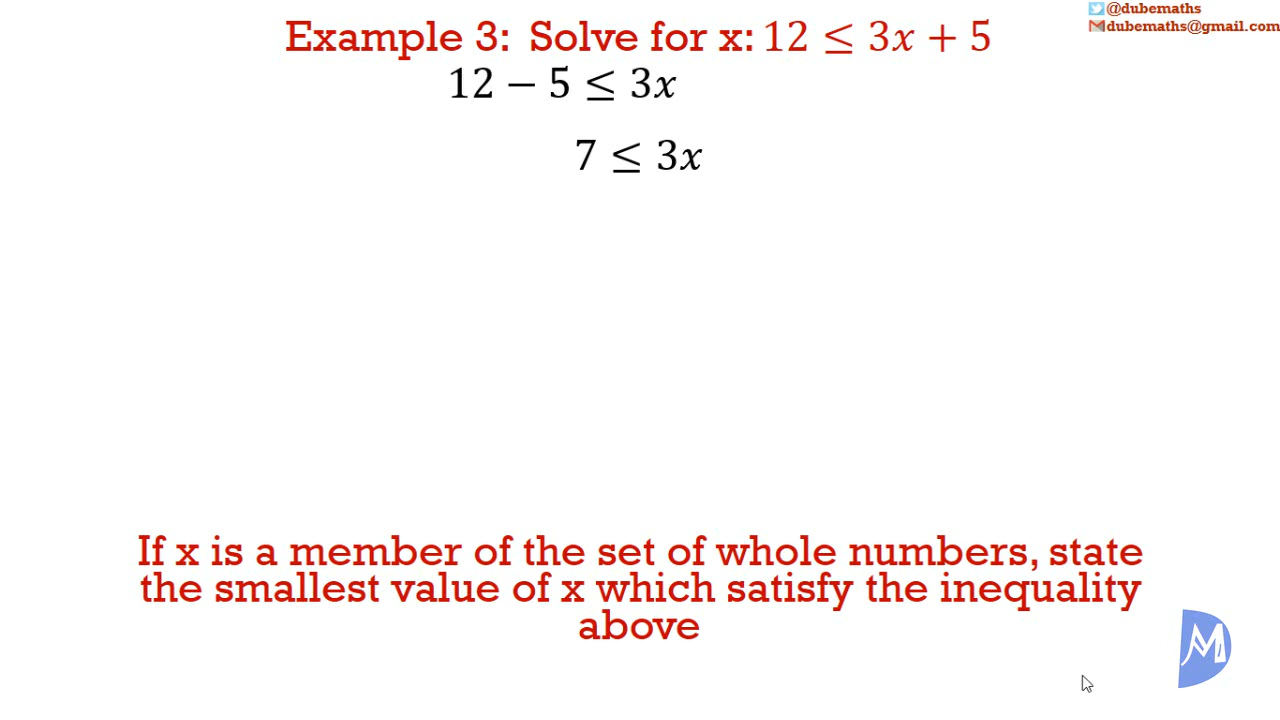 @dubemaths
dubemaths@gmail.com
Example 3: Solve for x: 12 ≤ 3x + 5
12 − 5 ≤ 3x
7 ≤ 3x
If x is a member of the set of whole numbers, state
the smallest value of x which satisfy the inequality
above
M